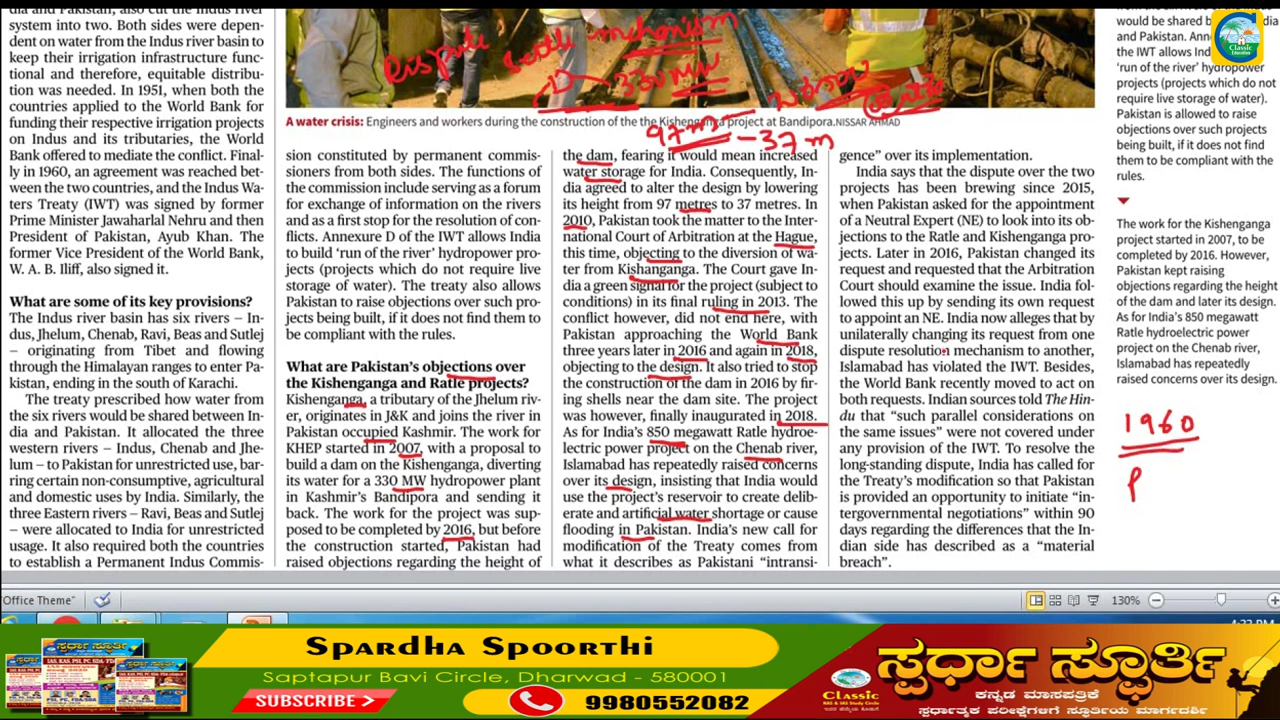 dia and Pakistan, also cut the Indus river
system into two. Both sides were depen-
dent on water from the Indus river basin to
keep their irrigation infrastructure func-
tional and therefore, equitable distribu-
tion was needed. In 1951, when both the
countries applied to the World Bank for
funding their respective irrigation projects
on Indus and its tributaries, the World
Bank offered to mediate the conflict. Final-
ly in 1960, an agreement was reached bet-
ween the two countries, and the Indus Wa-
ters Treaty (IWT) was signed by former
Prime Minister Jawaharlal Nehru and then
President of Pakistan, Ayub Khan. The
former Vice President of the World Bank,
W. A. B. Iliff, also signed it.
What are some of its key provisions?
The Indus river basin has six rivers – In-
dus, Jhelum, Chenab, Ravi, Beas and Sutlej
– originating from Tibet and flowing
through the Himalayan ranges to enter Pa-
kistan, ending in the south of Karachi.
The treaty prescribed how water from
the six rivers would be shared between In-
dia and Pakistan. It allocated the three
western rivers – Indus, Chenab and Jhe-
lum – to Pakistan for unrestricted use, bar-
ring certain non-consumptive, agricultural
and domestic uses by India. Similarly, the
three Eastern rivers – Ravi, Beas and Sutlej
– were allocated to India for unrestricted
usage. It also required both the countries
to establish a Permanent Indus Commis-
Dispute
mechanism
D 330 MW
A water crisis: Engineers and workers during the construction of the the Kishenganga project at Bandipora. NISSAR AHMAD
97 m – 37 m
sion constituted by permanent commis-
sioners from both sides. The functions of
the commission include serving as a forum
for exchange of information on the rivers
and as a first stop for the resolution of con-
flicts. Annexure D of the IWT allows India
to build ‘run of the river’ hydropower pro-
jects (projects which do not require live
storage of water). The treaty also allows
Pakistan to raise objections over such pro-
jects being built, if it does not find them to
be compliant with the rules.
What are Pakistan’s objections over
the Kishenganga and Ratle projects?
Kishenganga, a tributary of the Jhelum riv-
er, originates in J&K and joins the river in
Pakistan occupied Kashmir. The work for
KHEP started in 2007, with a proposal to
build a dam on the Kishenganga, diverting
its water for a 330 MW hydropower plant
in Kashmir’s Bandipora and sending it
back. The work for the project was sup-
posed to be completed by 2016, but before
the construction started, Pakistan had
raised objections regarding the height of
the dam, fearing it would mean increased
water storage for India. Consequently, In-
dia agreed to alter the design by lowering
its height from 97 metres to 37 metres. In
2010, Pakistan took the matter to the Inter-
national Court of Arbitration at the Hague,
this time, objecting to the diversion of wa-
ter from Kishanganga. The Court gave In-
dia a green signal for the project (subject to
conditions) in its final ruling in 2013. The
conflict however, did not end here, with
Pakistan approaching the World Bank
three years later in 2016 and again in 2018,
objecting to the design. It also tried to stop
the construction of the dam in 2016 by fir-
ing shells near the dam site. The project
was however, finally inaugurated in 2018.
As for India’s 850 megawatt Ratle hydroe-
lectric power project on the Chenab river,
Islamabad has repeatedly raised concerns
over its design, insisting that India would
use the project’s reservoir to create delib-
erate and artificial water shortage or cause
flooding in Pakistan. India’s new call for
modification of the Treaty comes from
what it describes as Pakistani “intransi-
gence” over its implementation.
India says that the dispute over the two
projects has been brewing since 2015,
when Pakistan asked for the appointment
of a Neutral Expert (NE) to look into its ob-
jections to the Ratle and Kishenganga pro-
jects. Later in 2016, Pakistan changed its
request and requested that the Arbitration
Court should examine the issue. India fol-
lowed this up by sending its own request
to appoint an NE. India now alleges that by
unilaterally changing its request from one
dispute resolution mechanism to another,
Islamabad has violated the IWT. Besides,
the World Bank recently moved to act on
both requests. Indian sources told The Hin-
du that “such parallel considerations on
the same issues” were not covered under
any provision of the IWT. To resolve the
long-standing dispute, India has called for
the Treaty’s modification so that Pakistan
is provided an opportunity to initiate “in-
tergovernmental negotiations” within 90
days regarding the differences that the In-
dian side has described as a “material
breach”.
would be shared b
and Pakistan. Ann
the IWT allows Ind
‘run of the river’ hydropower
projects (projects which do not
require live storage of water).
Pakistan is allowed to raise
objections over such projects
being built, if it does not find
them to be compliant with the
rules.
The work for the Kishenganga
project started in 2007, to be
completed by 2016. However,
Pakistan kept raising
objections regarding the height
of the dam and later its design.
As for India’s 850 megawatt
Ratle hydroelectric power
project on the Chenab river,
Islamabad has repeatedly
raised concerns over its design.
1960
P
Classic
Education
"Office Theme"
130%
Spardha Spoorthi
Saptapur Bavi Circle, Dharwad - 580001
SUBSCRIBE
9980552082
Classic
ಸ್ಪರ್ಧಾ ಸ್ಫೂರ್ತಿ
ಕನ್ನಡ ಮಾಸಪತ್ರಿಕೆ
ಸ್ಪರ್ಧಾತ್ಮಕ ಪರೀಕ್ಷೆಗಳಿಗೆ ಸ್ಫೂರ್ತಿದಾಯಕ ಮಾರ್ಗದರ್ಶಿ